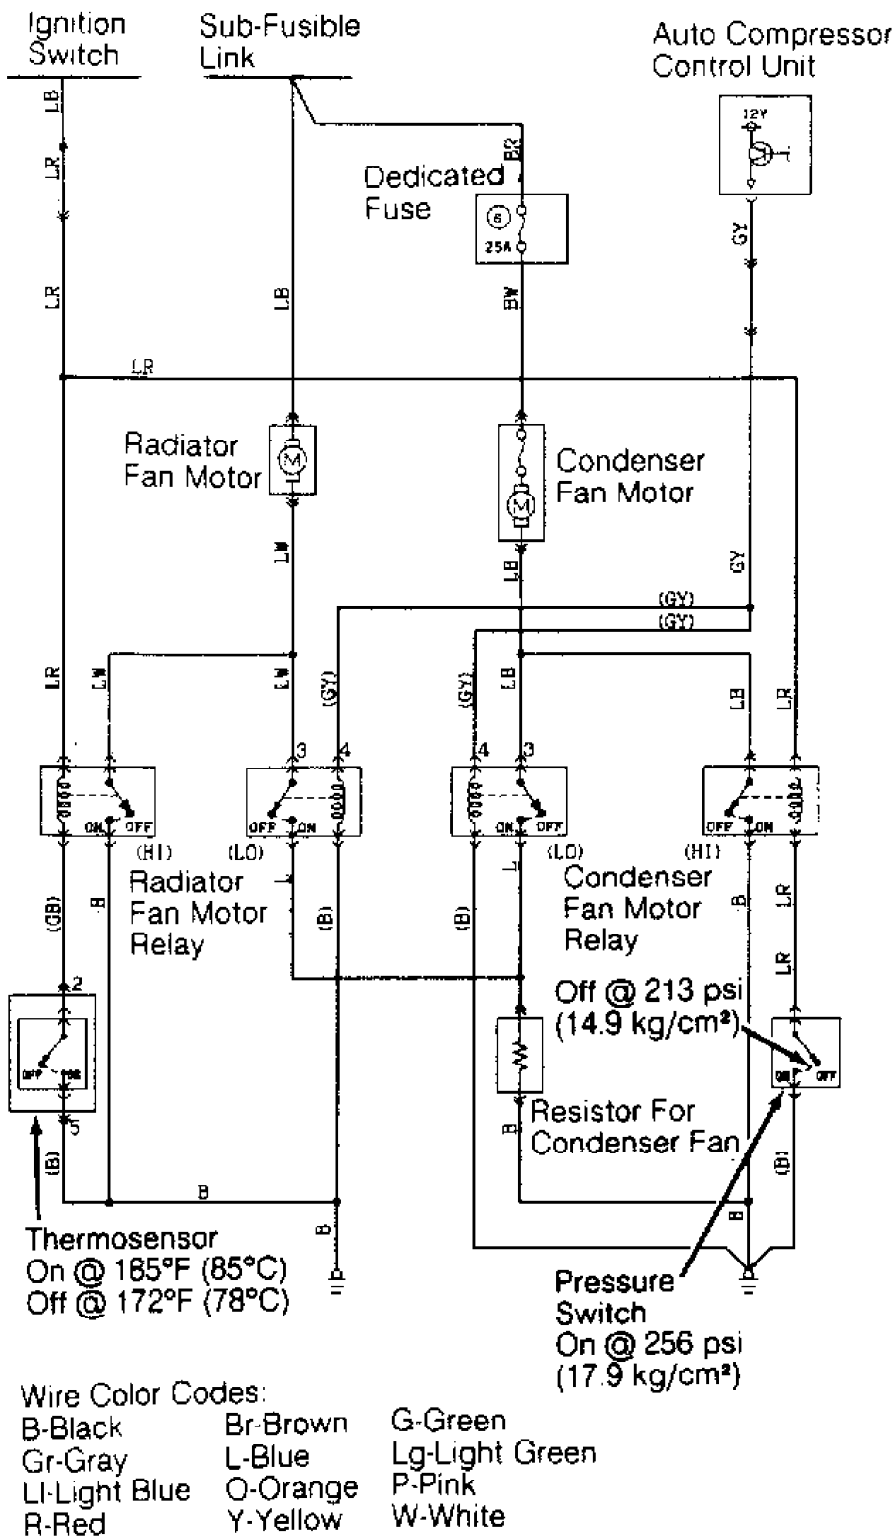 Ignition
Switch
Sub-Fusible
Link
Auto Compressor
Control Unit
LB
LR
LR
LB
BR
Dedicated
Fuse
6
25A
BW
12V
GY
LR
Radiator
Fan Motor
M
Condenser
Fan Motor
M
LW
LB
GY
(GY)
(GY)
LR
LW
LW
(GY)
(GY)
LB
LB
LR
3
4
4
3
ON
OFF
OFF
ON
ON
OFF
OFF
ON
(HI)
(LO)
(LO)
(HI)
Radiator
Fan Motor
Relay
Condenser
Fan Motor
Relay
(GB)
B
L
(B)
(B)
L
B
LR
LR
2
OFF
5
(B)
B
B
Off @ 213 psi
(14.9 kg/cm²)
OFF
Resistor For
Condenser Fan
B
B
(B)
Thermosensor
On @ 185°F (85°C)
Off @ 172°F (78°C)
Pressure
Switch
On @ 256 psi
(17.9 kg/cm²)
Wire Color Codes:
B-Black
Br-Brown
G-Green
Gr-Gray
L-Blue
Lg-Light Green
LI-Light Blue
O-Orange
P-Pink
R-Red
Y-Yellow
W-White